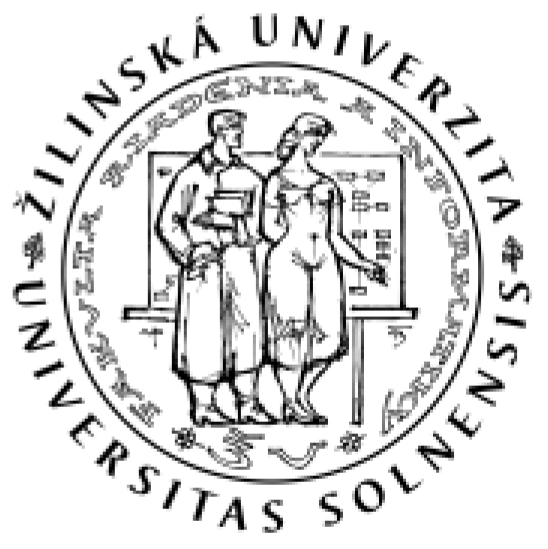 ŽILINSKÁ UNIVERZITA
UNIVERSITAS SOLNENSIS
FAKULTA RIADENIA A INFORMATIKY